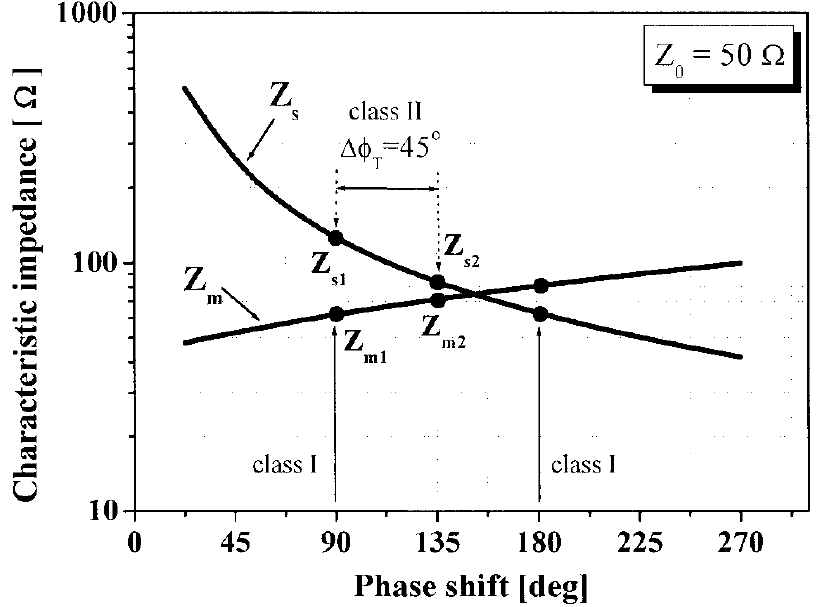 1000
Z0 = 50 Ω
Zs
class II
ΔϕT=45°
Characteristic impedance [ Ω ]
Zs1
Zs2
100
Zm
Zm1
Zm2
class I
class I
10
0 45 90 135 180 225 270
Phase shift [deg]